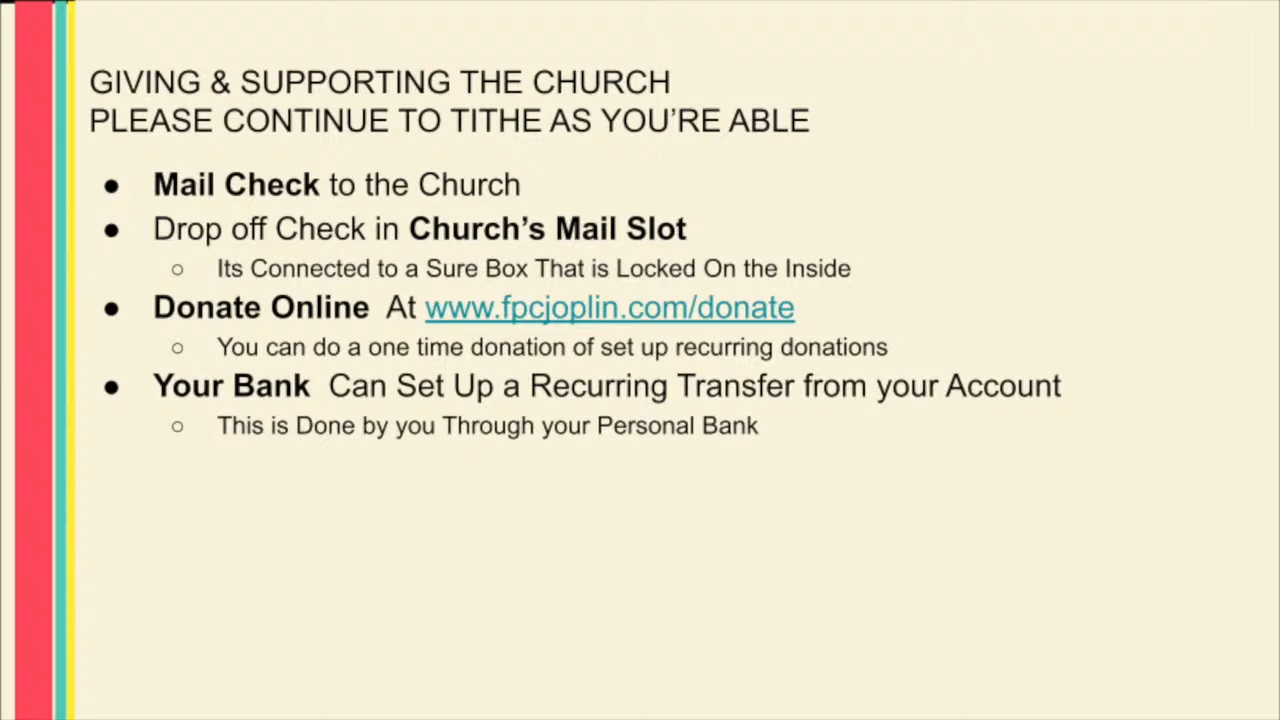 GIVING & SUPPORTING THE CHURCH
PLEASE CONTINUE TO TITHE AS YOU’RE ABLE
● Mail Check to the Church
● Drop off Check in Church’s Mail Slot
○ Its Connected to a Sure Box That is Locked On the Inside
● Donate Online At www.fpcjoplin.com/donate
○ You can do a one time donation of set up recurring donations
● Your Bank Can Set Up a Recurring Transfer from your Account
○ This is Done by you Through your Personal Bank